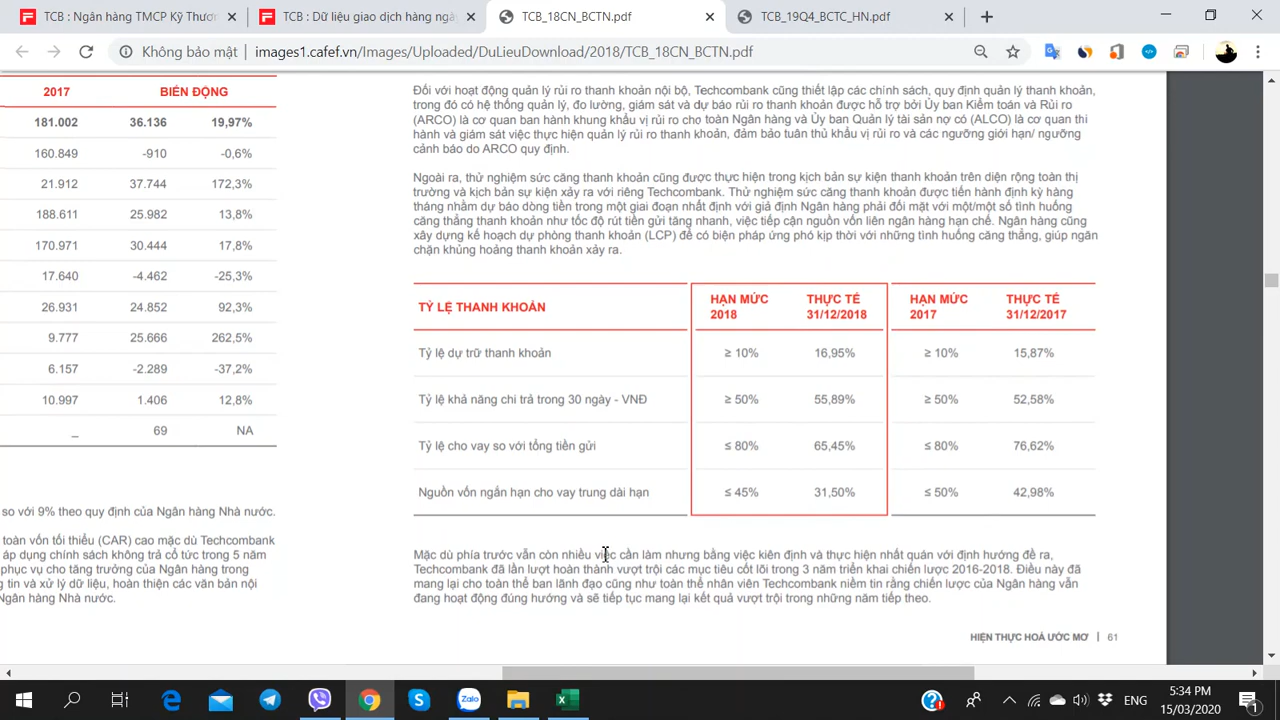 TCB : Ngân hàng TMCP Kỹ Thươ
TCB : Dữ liệu giao dịch hàng ngà
TCB_18CN_BCTN.pdf
TCB_19Q4_BCTC_HN.pdf
Không bảo mật
images1.cafef.vn/Images/Uploaded/DuLieuDownload/2018/TCB_18CN_BCTN.pdf
2017 BIẾN ĐỘNG
181.002 36.136 19,97%
160.849 -910 -0,6%
21.912 37.744 172,3%
188.611 25.982 13,8%
170.971 30.444 17,8%
17.640 -4.462 -25,3%
26.931 24.852 92,3%
9.777 25.666 262,5%
6.157 -2.289 -37,2%
10.997 1.406 12,8%
_ 69 NA
so với 9% theo quy định của Ngân hàng Nhà nước.
toàn vốn tối thiểu (CAR) cao mặc dù Techcombank
áp dụng chính sách không trả cổ tức trong 5 năm
phục vụ cho tăng trưởng của Ngân hàng trong
g tin và xử lý dữ liệu, hoàn thiện các văn bản nội
Ngân hàng Nhà nước.
Đối với hoạt động quản lý rủi ro thanh khoản nội bộ, Techcombank cũng thiết lập các chính sách, quy định quản lý thanh khoản,
trong đó có hệ thống quản lý, đo lường, giám sát và dự báo rủi ro thanh khoản được hỗ trợ bởi Ủy ban Kiểm toán và Rủi ro
(ARCO) là cơ quan ban hành khung khẩu vị rủi ro cho toàn Ngân hàng và Ủy ban Quản lý tài sản nợ có (ALCO) là cơ quan thi
hành và giám sát việc thực hiện quản lý rủi ro thanh khoản, đảm bảo tuân thủ khẩu vị rủi ro và các ngưỡng giới hạn/ ngưỡng
cảnh báo do ARCO quy định.
Ngoài ra, thử nghiệm sức căng thanh khoản cũng được thực hiện trong kịch bản sự kiện thanh khoản trên diện rộng toàn thị
trường và kịch bản sự kiện xảy ra với riêng Techcombank. Thử nghiệm sức căng thanh khoản được tiến hành định kỳ hàng
tháng nhằm dự báo dòng tiền trong một giai đoạn nhất định với giả định Ngân hàng phải đối mặt với một/một số tình huống
căng thẳng thanh khoản như tốc độ rút tiền gửi tăng nhanh, việc tiếp cận nguồn vốn liên ngân hàng hạn chế. Ngân hàng cũng
xây dựng kế hoạch dự phòng thanh khoản (LCP) để có biện pháp ứng phó kịp thời với những tình huống căng thẳng, giúp ngăn
chặn khủng hoảng thanh khoản xảy ra.
TỶ LỆ THANH KHOẢN HẠN MỨC 2018 THỰC TẾ 31/12/2018 HẠN MỨC 2017 THỰC TẾ 31/12/2017
Tỷ lệ dự trữ thanh khoản ≥ 10% 16,95% ≥ 10% 15,87%
Tỷ lệ khả năng chi trả trong 30 ngày - VNĐ ≥ 50% 55,89% ≥ 50% 52,58%
Tỷ lệ cho vay so với tổng tiền gửi ≤ 80% 65,45% ≤ 80% 76,62%
Nguồn vốn ngắn hạn cho vay trung dài hạn ≤ 45% 31,50% ≤ 50% 42,98%
Mặc dù phía trước vẫn còn nhiều việc cần làm nhưng bằng việc kiên định và thực hiện nhất quán với định hướng đề ra,
Techcombank đã lần lượt hoàn thành vượt trội các mục tiêu cốt lõi trong 3 năm triển khai chiến lược 2016-2018. Điều này đã
mang lại cho toàn thể ban lãnh đạo cũng như toàn thể nhân viên Techcombank niềm tin rằng chiến lược của Ngân hàng vẫn
đang hoạt động đúng hướng và sẽ tiếp tục mang lại kết quả vượt trội trong những năm tiếp theo.
HIỆN THỰC HOÁ ƯỚC MƠ | 61
Zalo
ENG
5:34 PM
15/03/2020
1